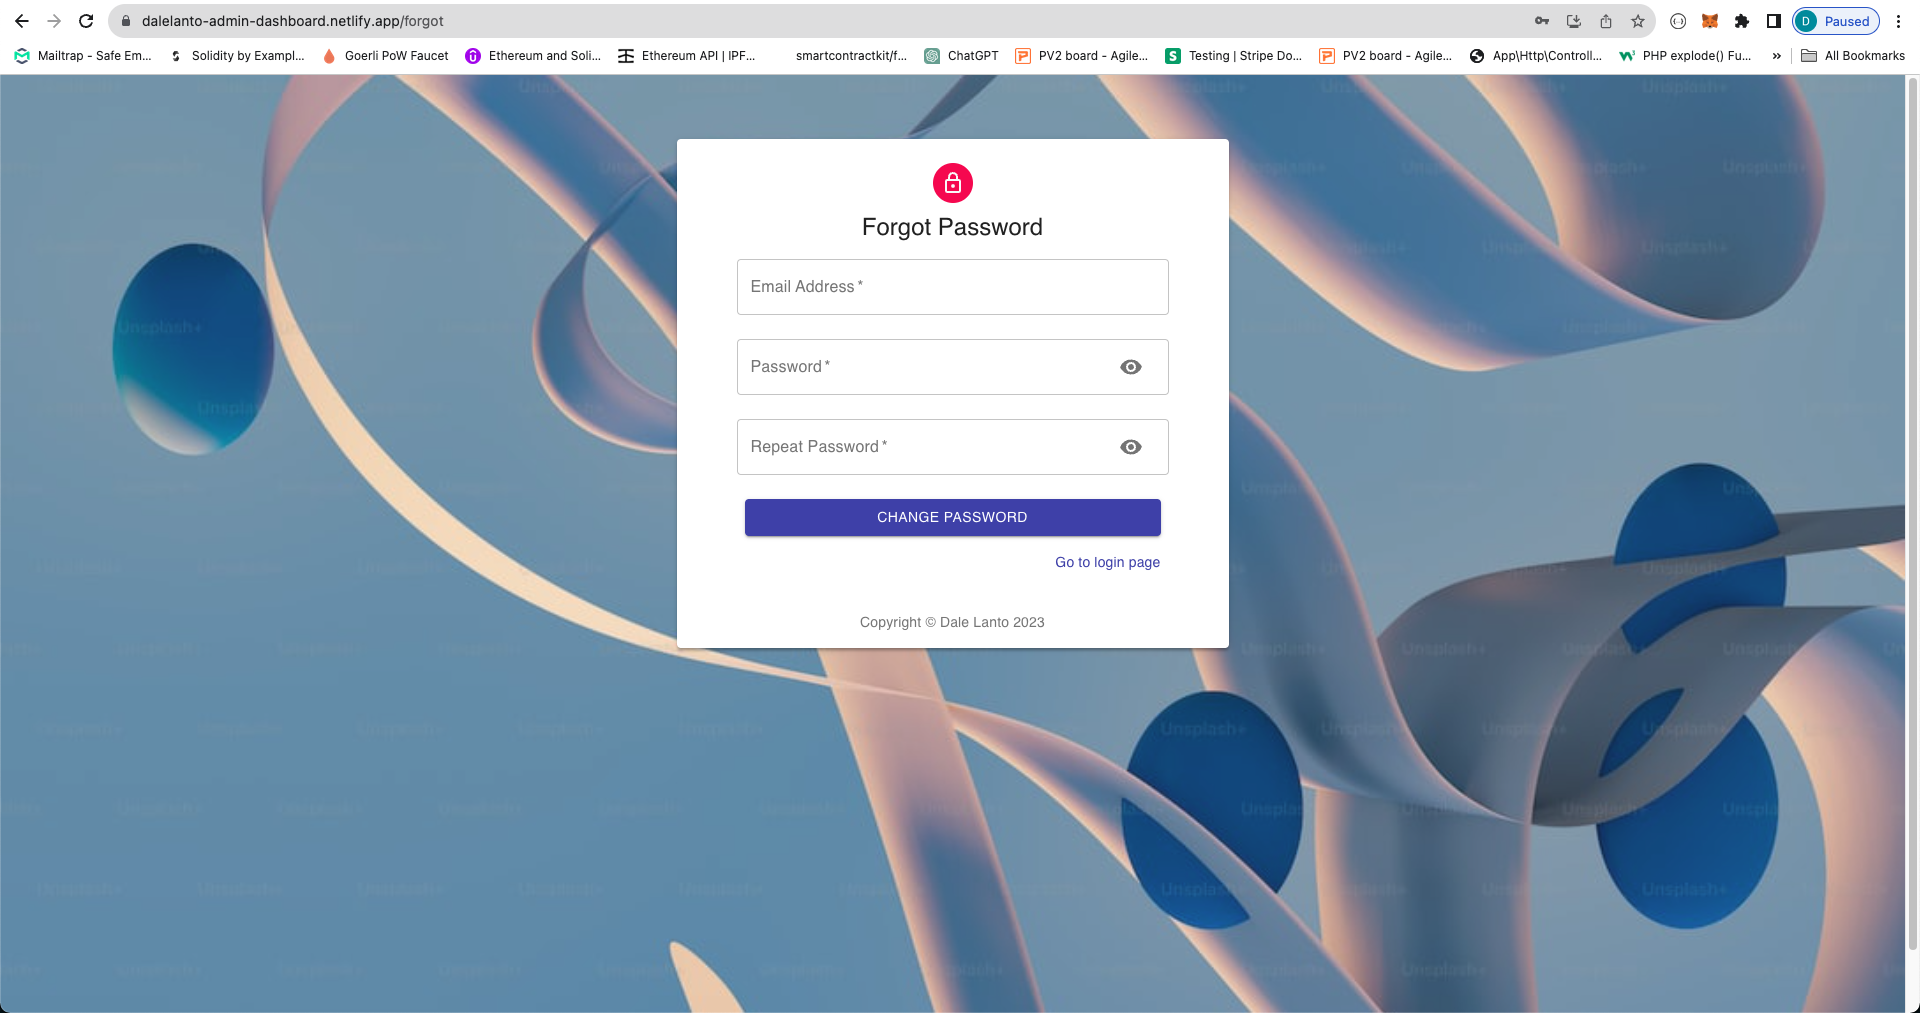 dalelanto-admin-dashboard.netlify.app/forgot
D Paused
Mailtrap - Safe Em... Solidity by Exampl... Goerli PoW Faucet Ethereum and Soli... Ethereum API | IPF... smartcontractkit/f... ChatGPT PV2 board - Agile... Testing | Stripe Do... PV2 board - Agile... App\Http\Controll... PHP explode() Fu... » All Bookmarks
Forgot Password
Email Address *
Password *
Repeat Password *
CHANGE PASSWORD
Go to login page
Copyright © Dale Lanto 2023
Unsplash+